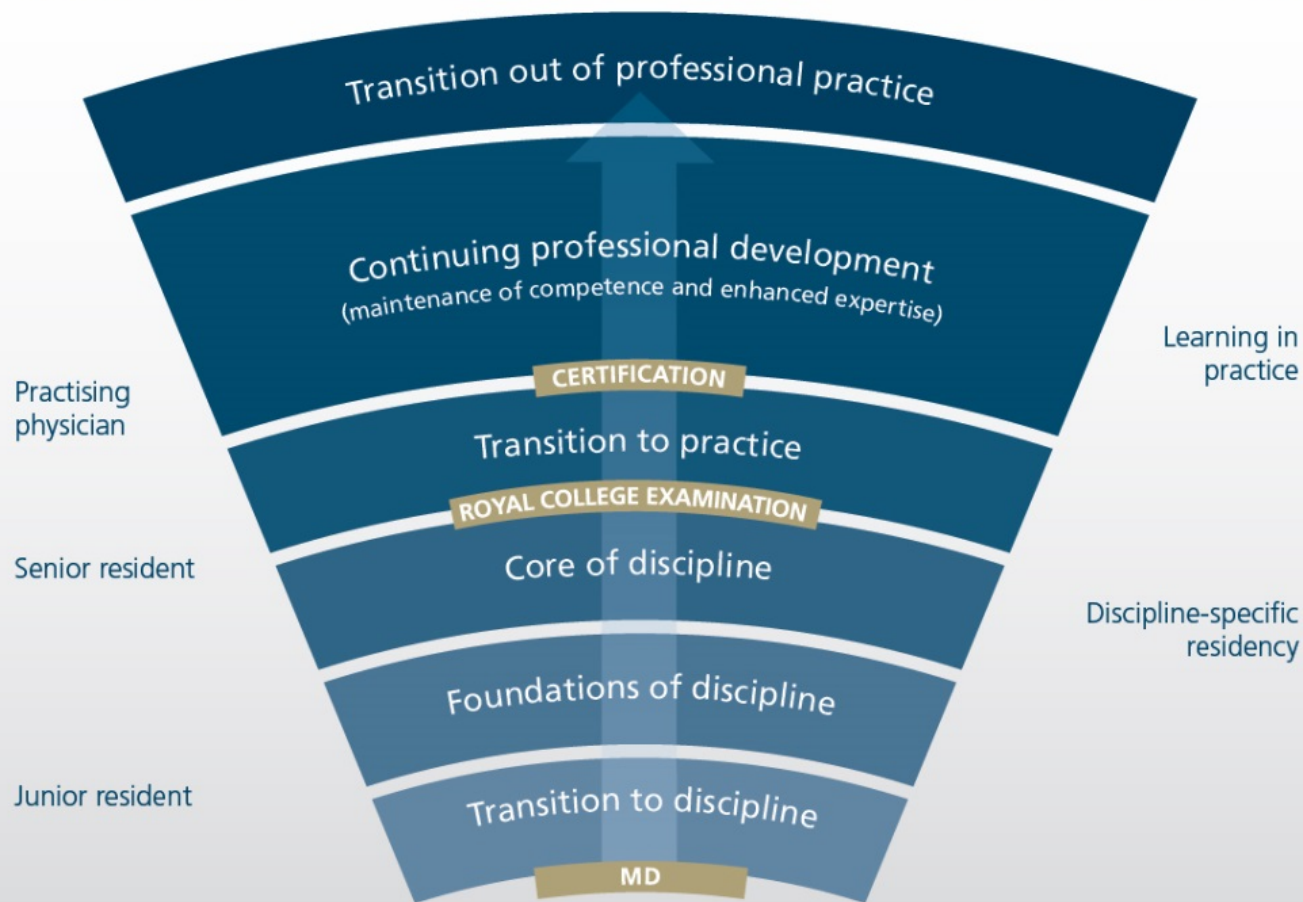 Transition out of professional practice
Continuing professional development
(maintenance of competence and enhanced expertise)
Learning in
practice
CERTIFICATION
Practising
physician
Transition to practice
ROYAL COLLEGE EXAMINATION
Senior resident
Core of discipline
Discipline-specific
residency
Foundations of discipline
Junior resident
Transition to discipline
MD